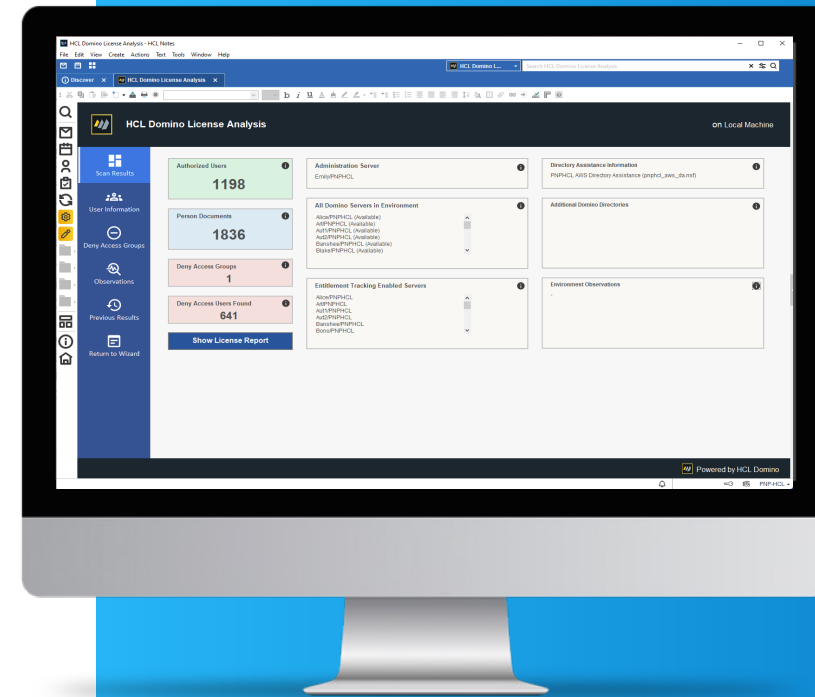 HCL Domino License Analysis - HCL Notes
File Edit View Create Actions Text Tools Window Help
HCL Domino L...
Search HCL Domino License Analysis
Discover
HCL Domino License Analysis
HCL Domino License Analysis
on Local Machine
Scan Results
User Information
Deny Access Groups
Observations
Previous Results
Return to Wizard
Authorized Users
1198
Person Documents
1836
Deny Access Groups
1
Deny Access Users Found
641
Show License Report
Administration Server
Emily/PNPHCL
All Domino Servers in Environment
Alice/PNPHCL (Available)
Alf/PNPHCL (Available)
Aut1/PNPHCL (Available)
Aut2/PNPHCL (Available)
Banshee/PNPHCL (Available)
Blake/PNPHCL (Available)
Entitlement Tracking Enabled Servers
Alice/PNPHCL
Alf/PNPHCL
Aut1/PNPHCL
Aut2/PNPHCL
Banshee/PNPHCL
Bono/PNPHCL
Directory Assistance Information
PNPHCL AWS Directory Assistance (pnphcl_aws_da.nsf)
Additional Domino Directories
Environment Observations
-
Powered by HCL Domino
PNP-HCL